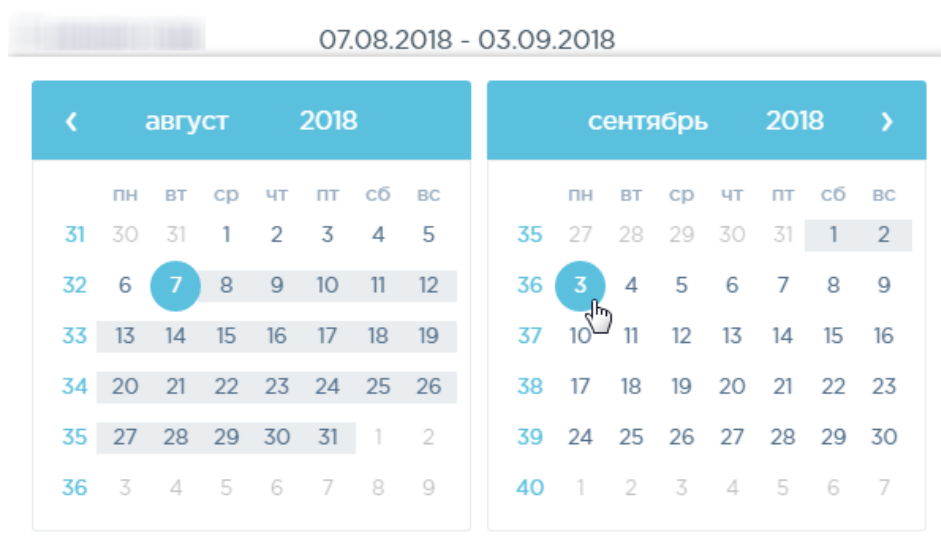 07.08.2018 - 03.09.2018
август 2018
пн вт ср чт пт сб вс
31 30 31 1 2 3 4 5
32 6 7 8 9 10 11 12
33 13 14 15 16 17 18 19
34 20 21 22 23 24 25 26
35 27 28 29 30 31 1 2
36 3 4 5 6 7 8 9
сентябрь 2018
пн вт ср чт пт сб вс
35 27 28 29 30 31 1 2
36 3 4 5 6 7 8 9
37 10 11 12 13 14 15 16
38 17 18 19 20 21 22 23
39 24 25 26 27 28 29 30
40 1 2 3 4 5 6 7